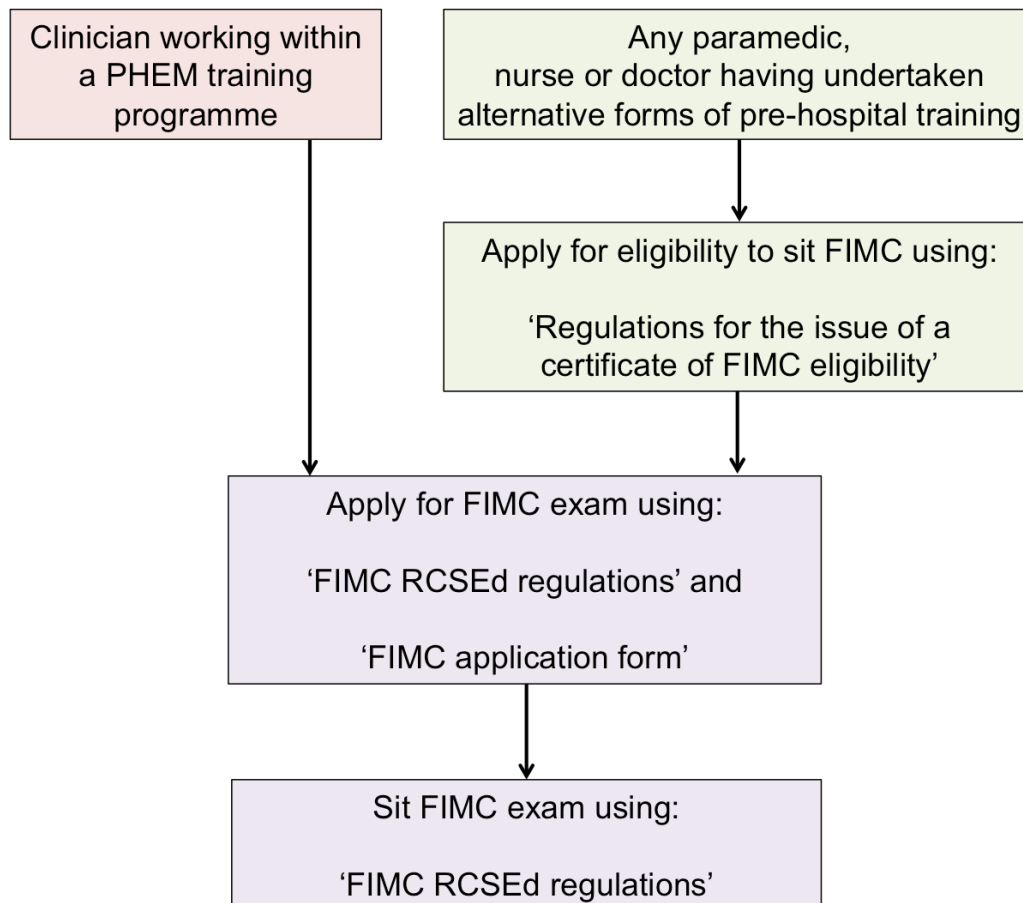 Clinician working within
a PHEM training
programme
Any paramedic,
nurse or doctor having undertaken
alternative forms of pre-hospital training
Apply for eligibility to sit FIMC using:
‘Regulations for the issue of a
certificate of FIMC eligibility’
Apply for FIMC exam using:
‘FIMC RCSEd regulations’ and
‘FIMC application form’
Sit FIMC exam using:
‘FIMC RCSEd regulations’